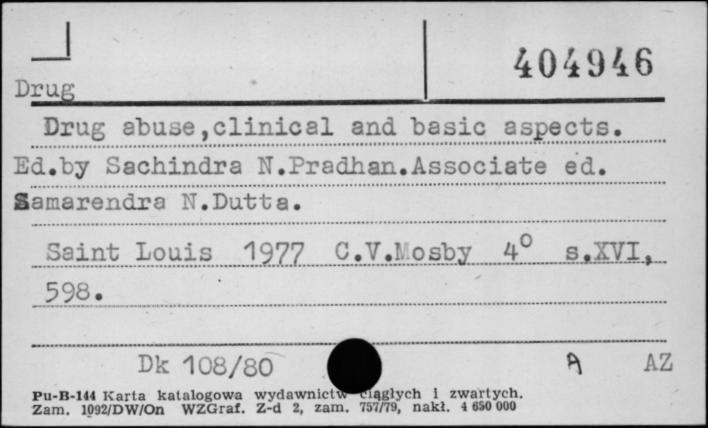 404946
Drug
Drug abuse,clinical and basic aspects.
Ed.by Sachindra N.Pradhan.Associate ed.
Samarendra N.Dutta.
Saint Louis 1977 C.V.Mosby 4° s.XVI,
598.
Dk 108/80 A AZ
Pu-B-144 Karta katalogowa wydawnictw ciągłych i zwartych.
Zam. 1092/DW/On WZGraf. Z-d 2, zam. 757/79, nakł. 4 650 000